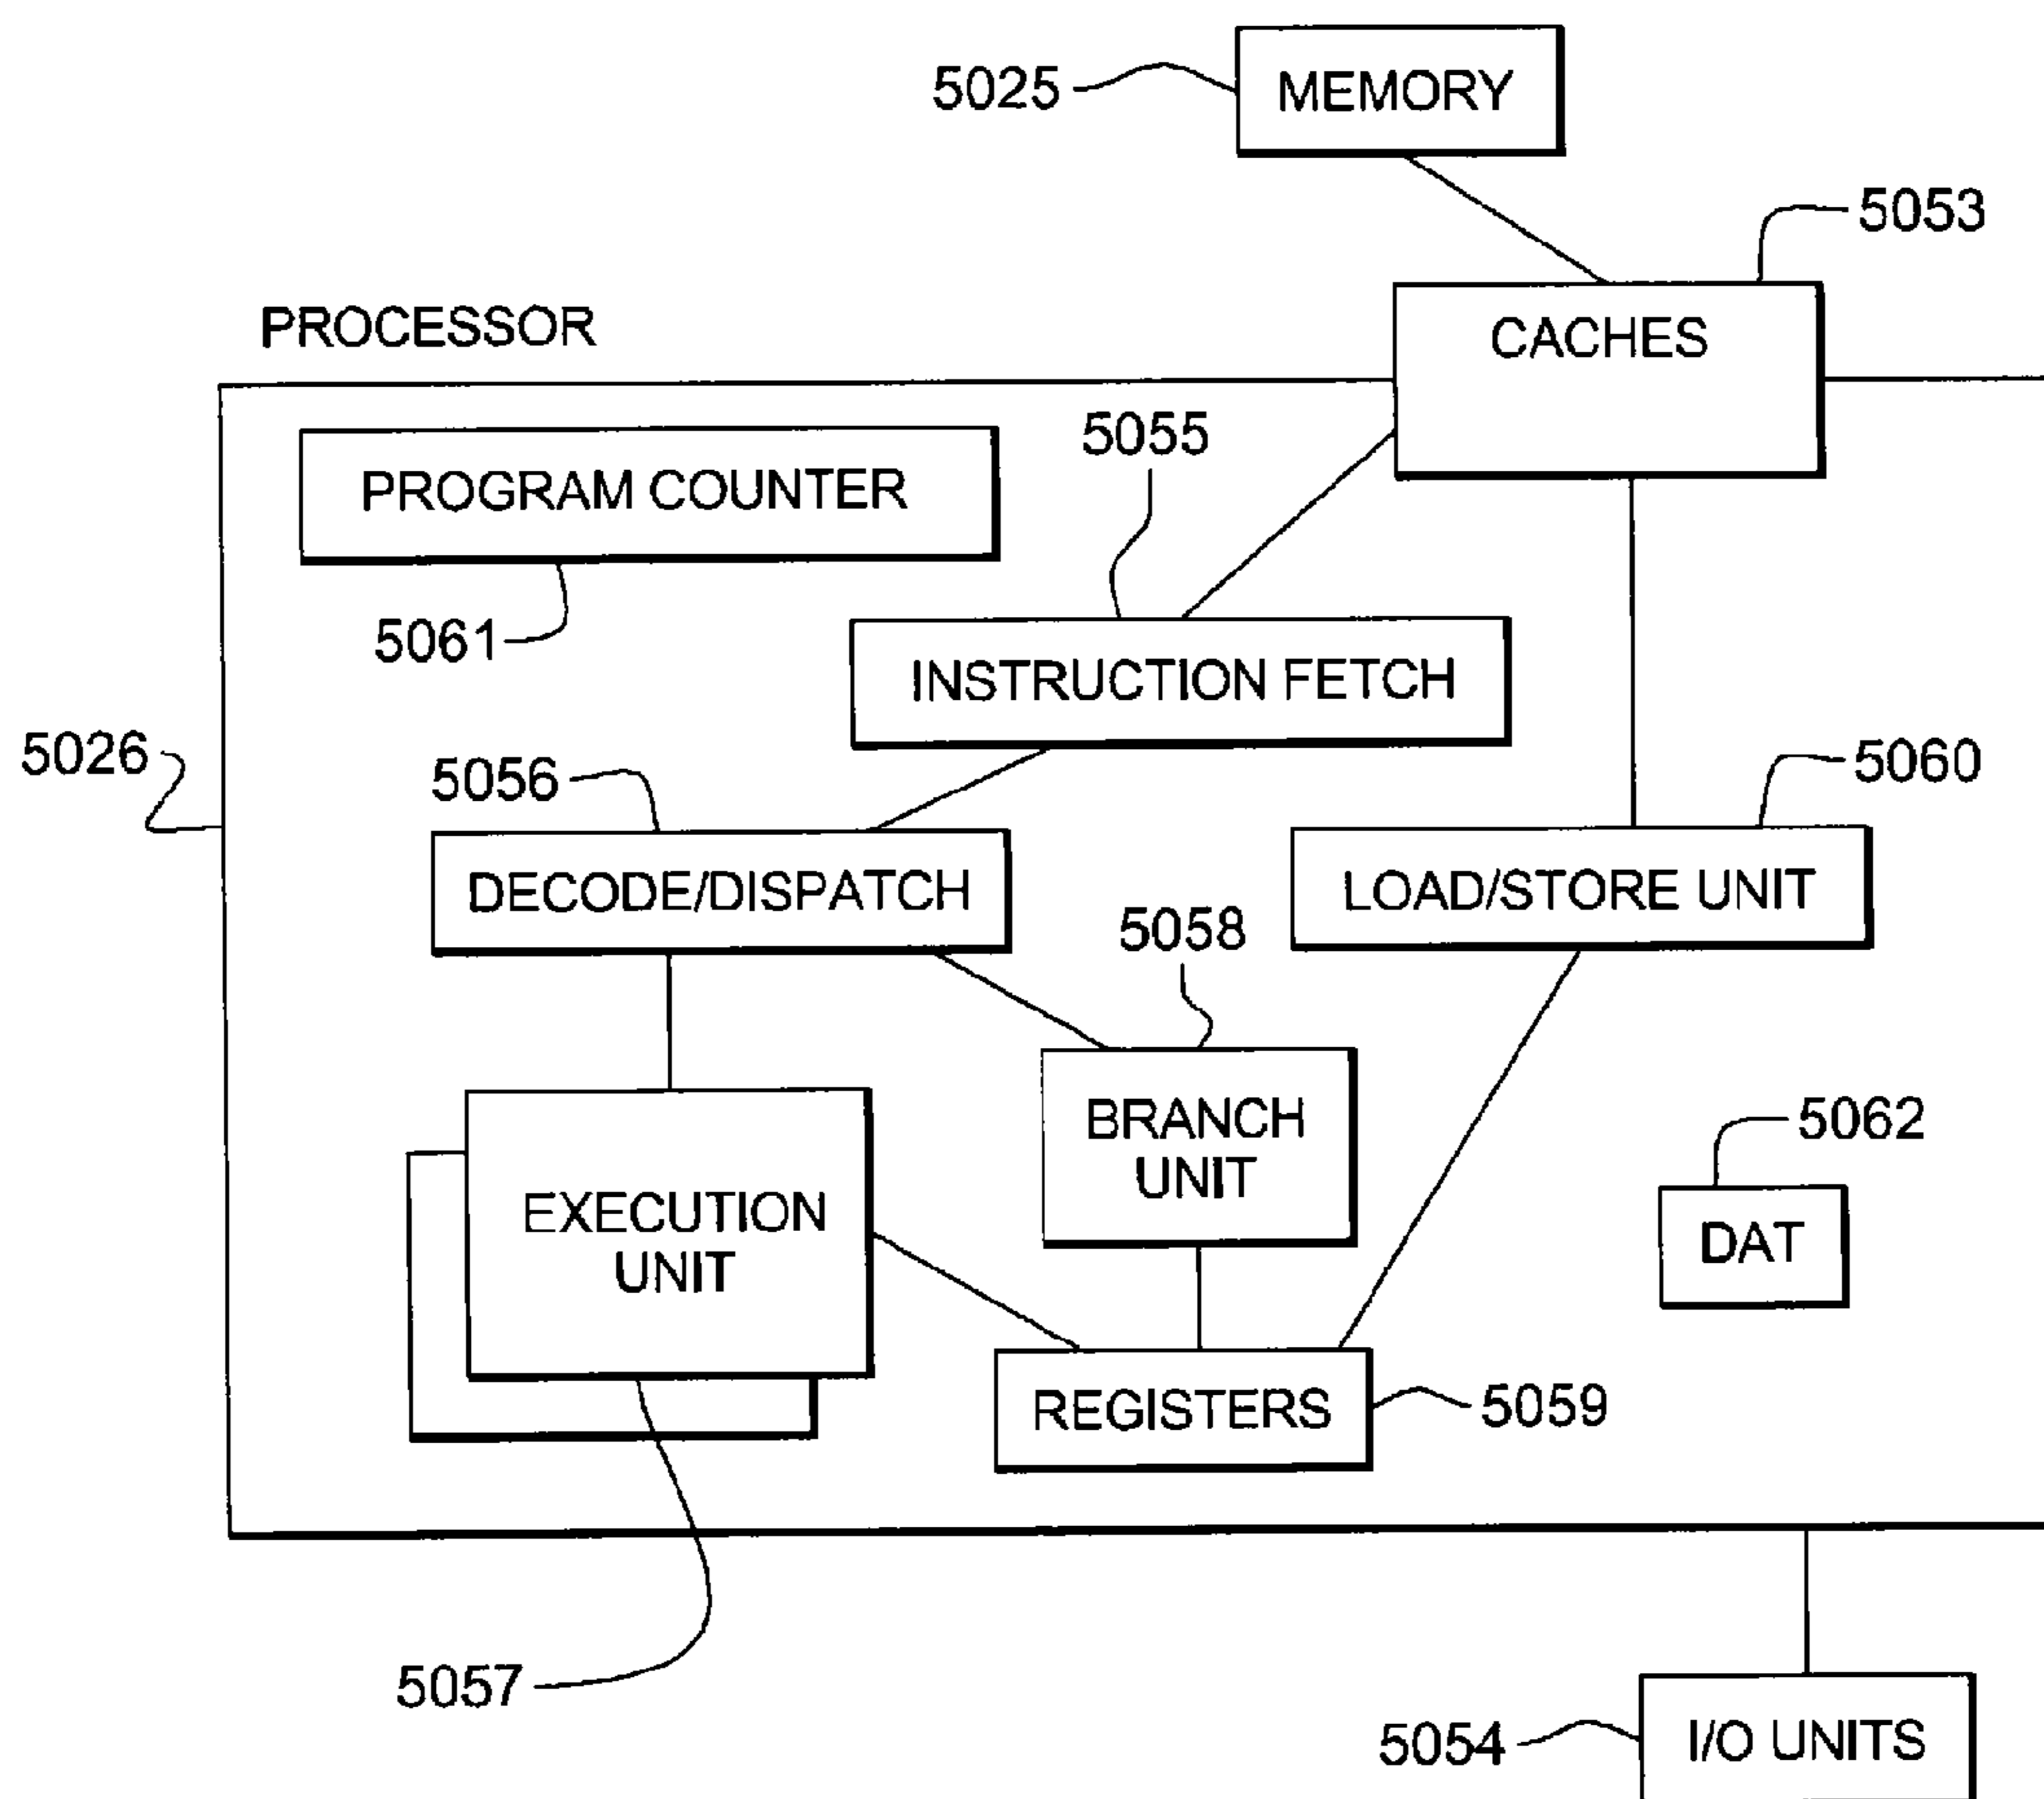 MEMORY
5025
5053
CACHES
PROCESSOR
5055
PROGRAM COUNTER
5061
INSTRUCTION FETCH
5026
5056
5060
DECODE/DISPATCH
LOAD/STORE UNIT
5058
BRANCH
UNIT
5062
EXECUTION
UNIT
DAT
REGISTERS
5059
5057
5054
I/O UNITS